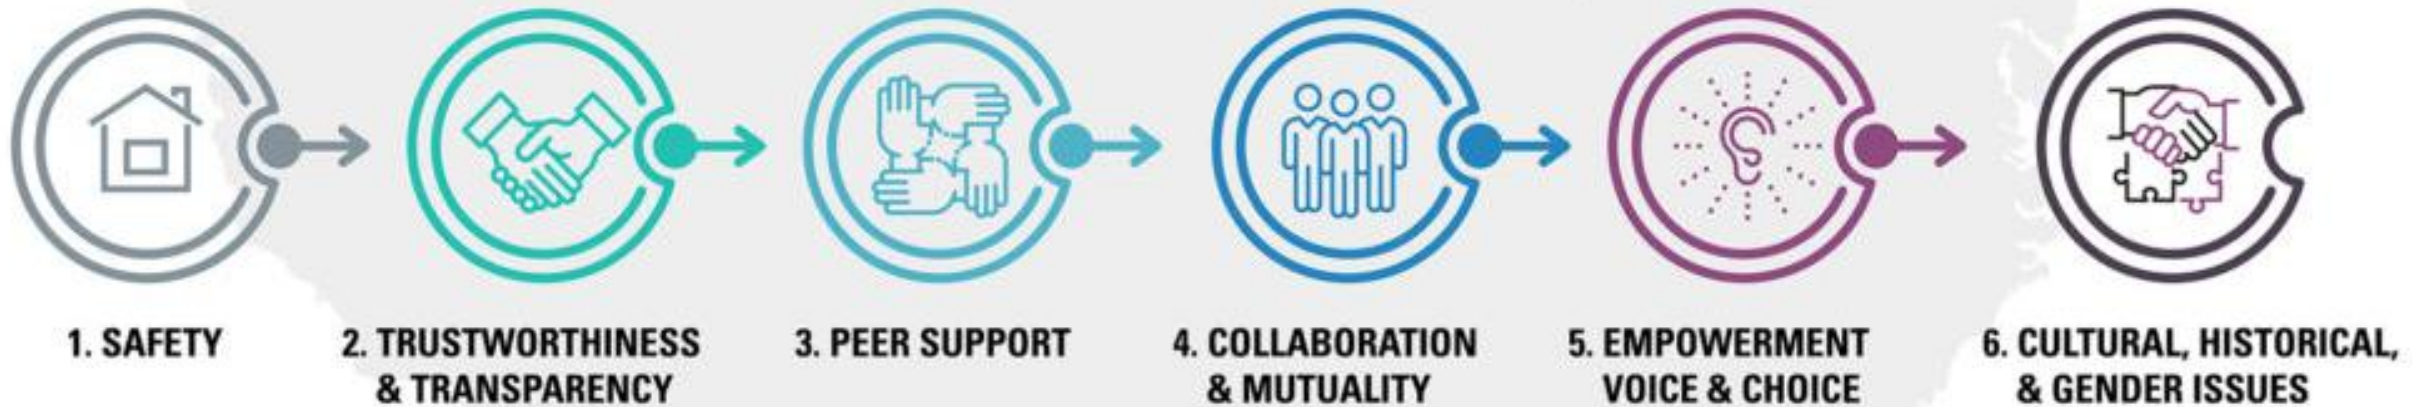 1. SAFETY
2. TRUSTWORTHINESS
& TRANSPARENCY
3. PEER SUPPORT
4. COLLABORATION
& MUTUALITY
5. EMPOWERMENT
VOICE & CHOICE
6. CULTURAL, HISTORICAL,
& GENDER ISSUES